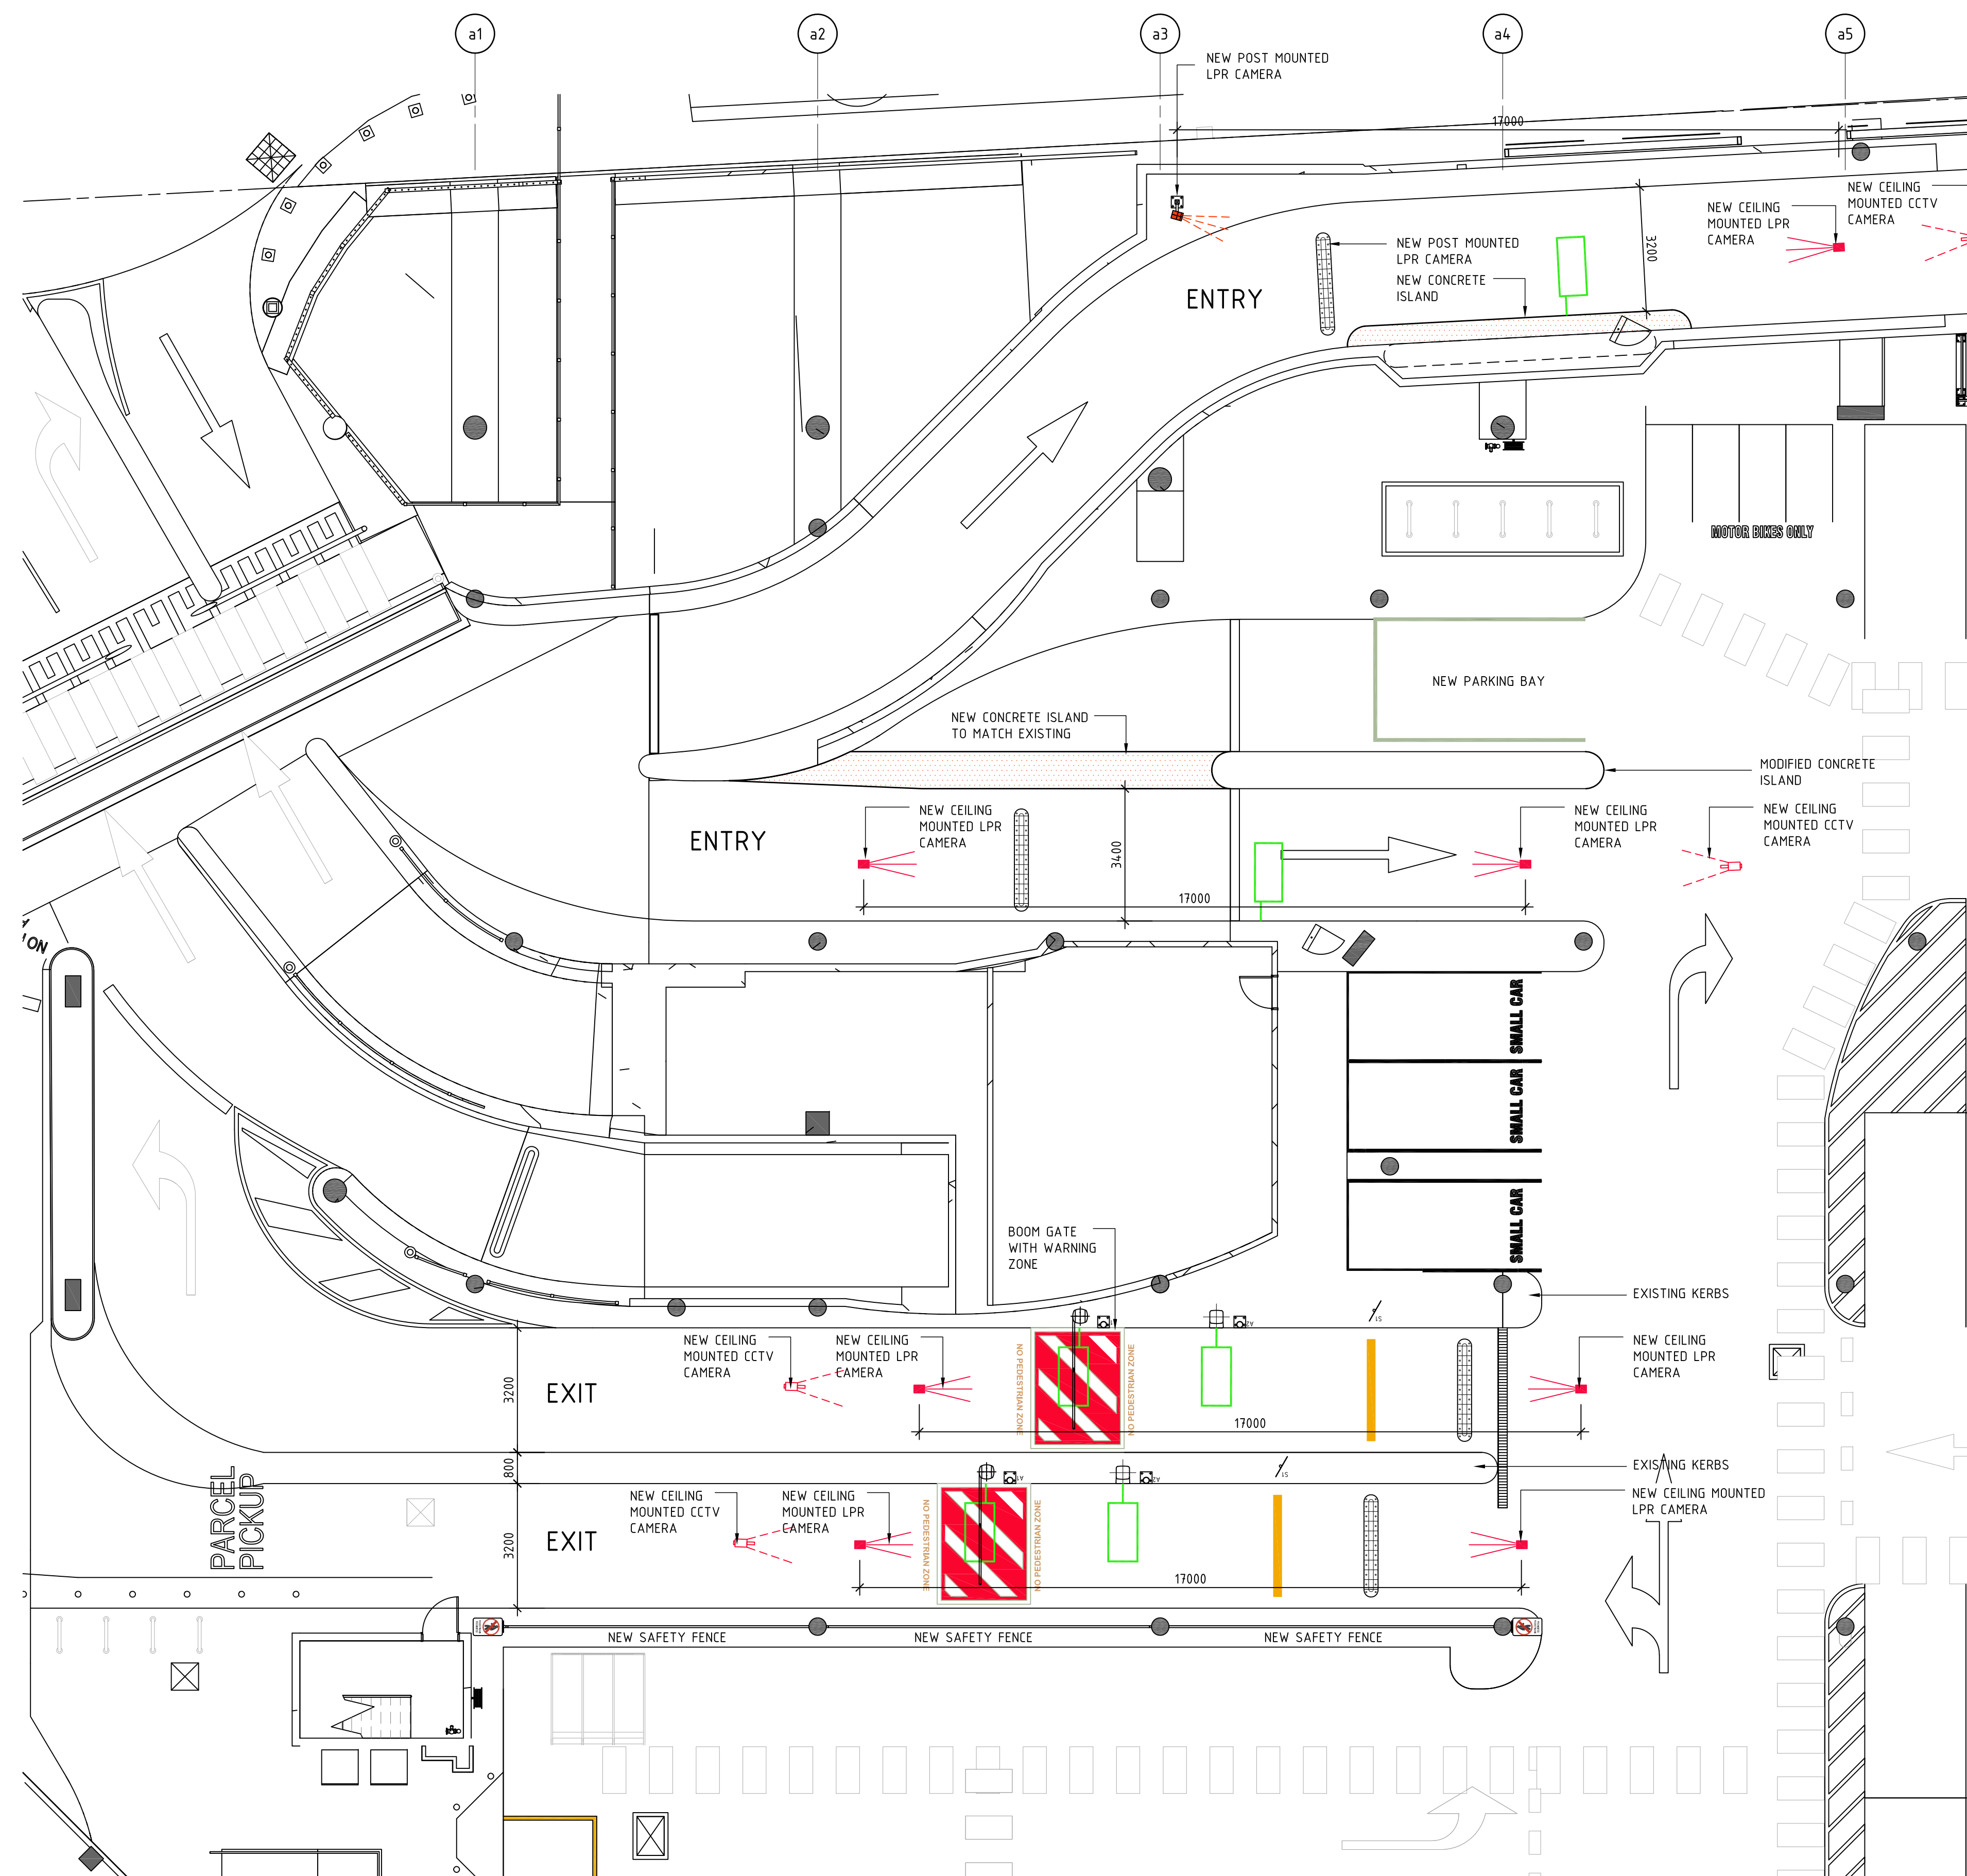 a1
a2
a3
a4
a5
NEW POST MOUNTED
LPR CAMERA
17000
NEW CEILING
MOUNTED CCTV
CAMERA
NEW CEILING
MOUNTED LPR
CAMERA
3200
NEW POST MOUNTED
LPR CAMERA
NEW CONCRETE
ISLAND
ENTRY
MOTOR BIKES ONLY
NEW PARKING BAY
NEW CONCRETE ISLAND
TO MATCH EXISTING
MODIFIED CONCRETE
ISLAND
ENTRY
NEW CEILING
MOUNTED LPR
CAMERA
3400
17000
NEW CEILING
MOUNTED LPR
CAMERA
NEW CEILING
MOUNTED CCTV
CAMERA
ON
SMALL CAR
SMALL CAR
SMALL CAR
BOOM GATE
WITH WARNING
ZONE
EXISTING KERBS
NEW CEILING
MOUNTED CCTV
CAMERA
NEW CEILING
MOUNTED LPR
CAMERA
A1
A2
S1
NO PEDESTRIAN ZONE
NO PEDESTRIAN ZONE
NEW CEILING
MOUNTED LPR
CAMERA
3200
EXIT
17000
800
EXISTING KERBS
PARCEL
PICKUP
NEW CEILING
MOUNTED CCTV
CAMERA
NEW CEILING
MOUNTED LPR
CAMERA
A1
A2
S1
NO PEDESTRIAN ZONE
NO PEDESTRIAN ZONE
NEW CEILING MOUNTED
LPR CAMERA
3200
EXIT
17000
NEW SAFETY FENCE
NEW SAFETY FENCE
NEW SAFETY FENCE